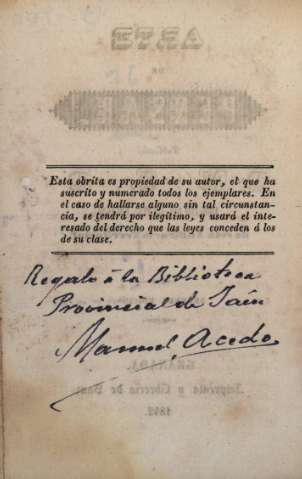 Esta obrita es propiedad de su autor, el que ha
suscrito y numerado todos los ejemplares. En
el caso de hallarse alguno sin tal circunstan-
cia, se tendrá por ilegítimo, y usará el inte-
resado del derecho que las leyes conceden á los
de su clase.
Regalo á la Biblioteca
Provincial de Jaén
Manuel Acedo